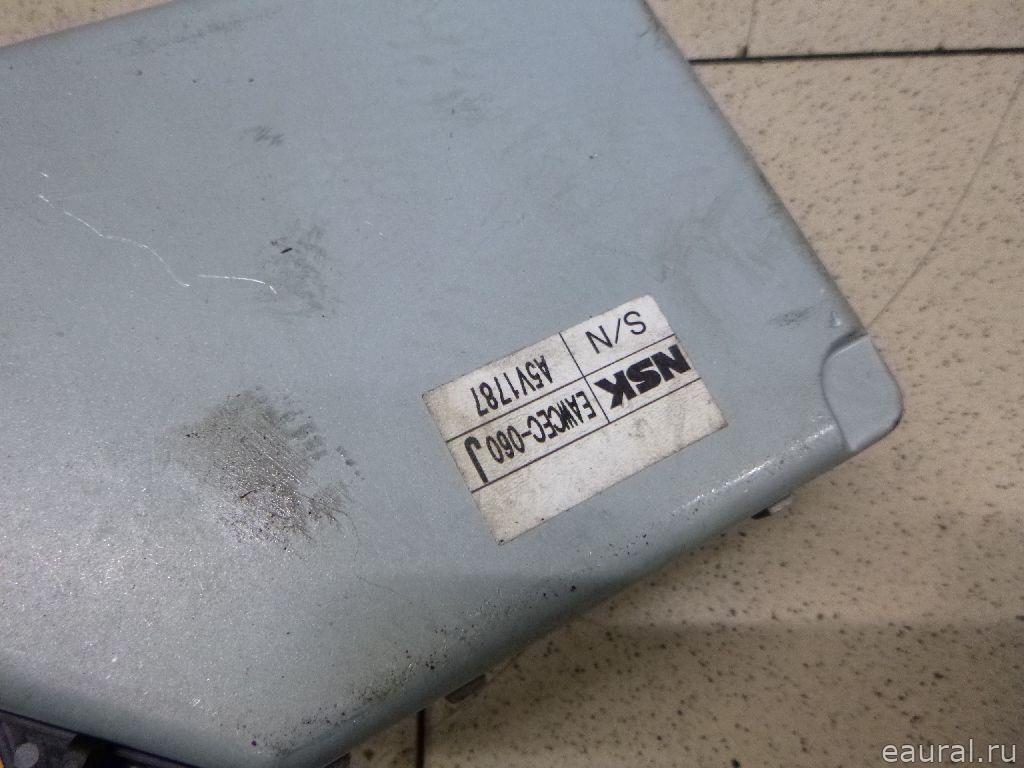 NSK EAWCEC-060 J
S/N A5V1787
eaural.ru